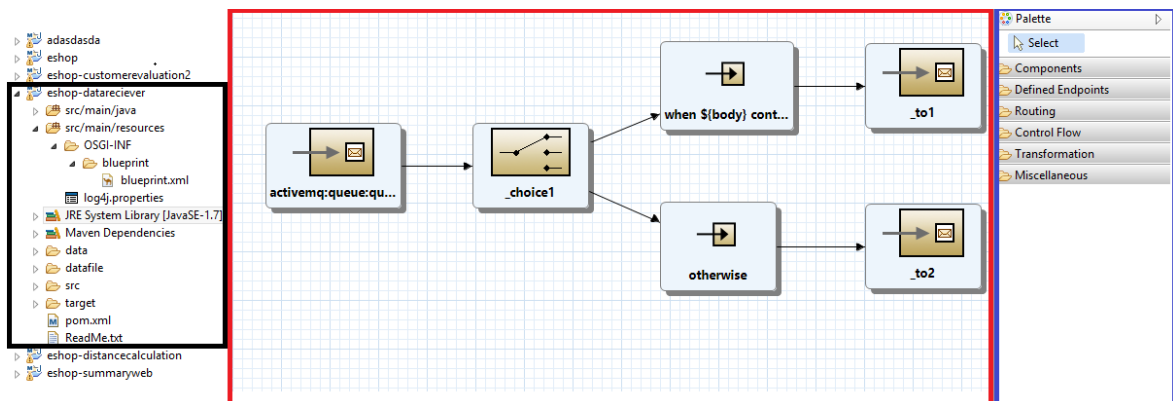 adasdasda
eshop
eshop-customerevaluation2
eshop-datareciever
src/main/java
src/main/resources
OSGI-INF
blueprint
blueprint.xml
log4j.properties
JRE System Library [JavaSE-1.7]
Maven Dependencies
data
datafile
src
target
pom.xml
ReadMe.txt
eshop-distancecalculation
eshop-summaryweb
activemq:queue:qu...
_choice1
when ${body} cont...
_to1
otherwise
_to2
Palette
Select
Components
Defined Endpoints
Routing
Control Flow
Transformation
Miscellaneous